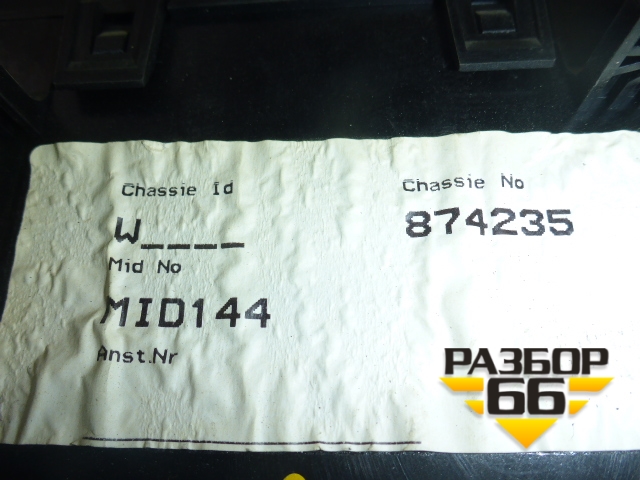 Chassie Id
Chassie No
W____
874235
Mid No
MID144
Anst.Nr
РАЗБОР
66